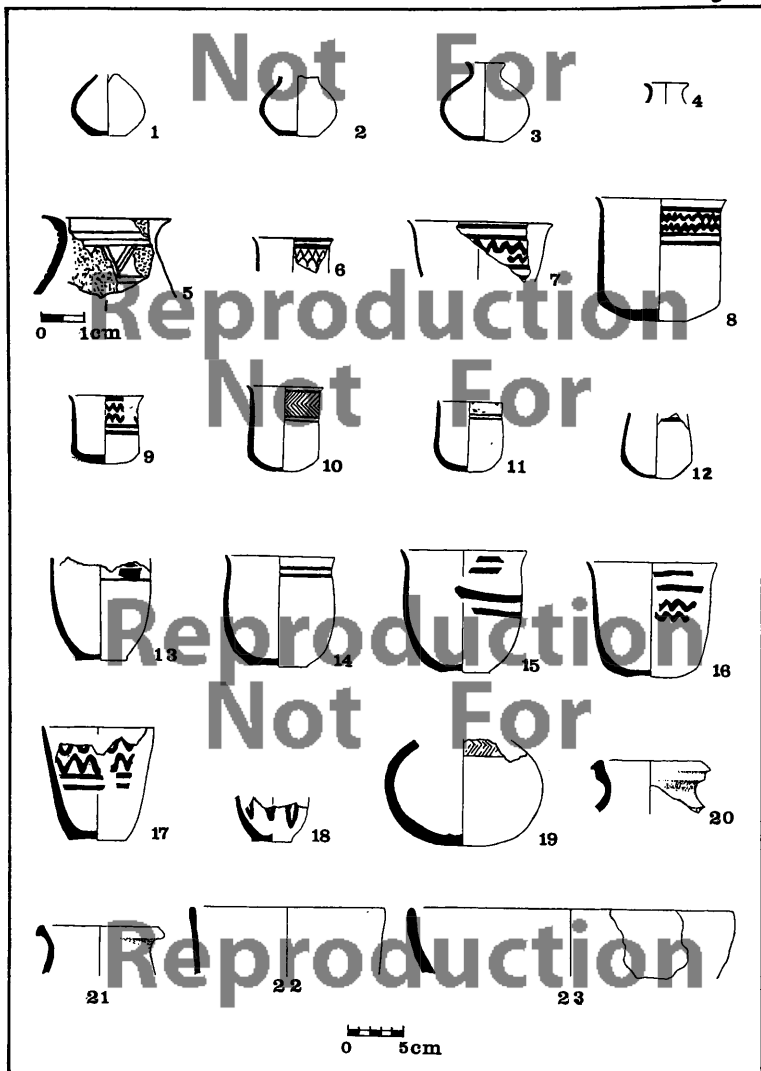 Not For
1 2 3 4
5 6 7 8
0 1cm
Reproduction
Not For
9 10 11 12
13 14 15 16
Reproduction
Not For
17 18 19 20
Reproduction
21 22 23
0 5cm